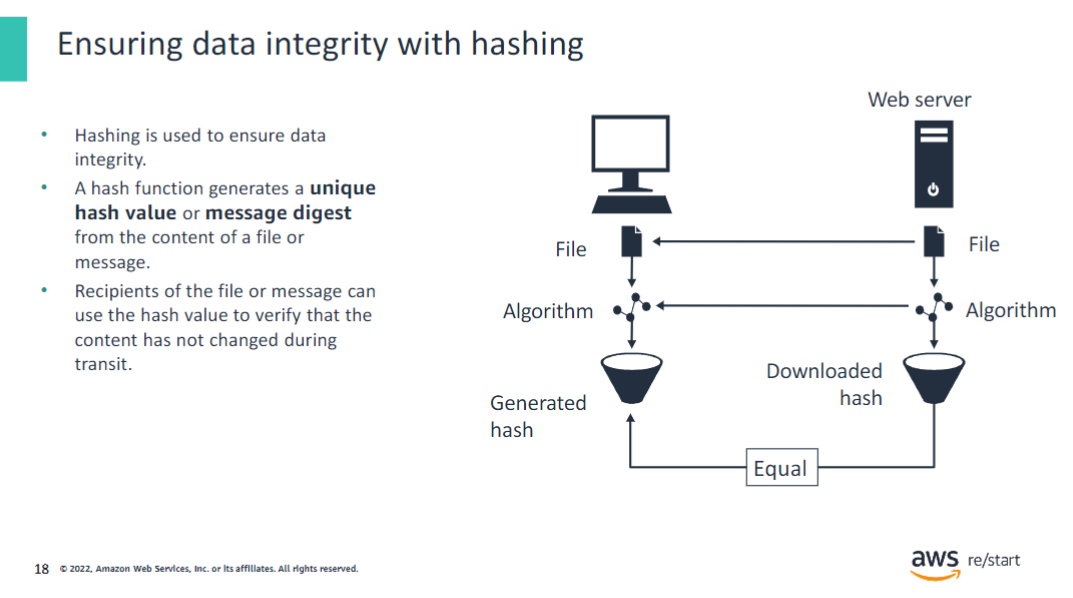 Ensuring data integrity with hashing
• Hashing is used to ensure data
integrity.
• A hash function generates a unique
hash value or message digest
from the content of a file or
message.
• Recipients of the file or message can
use the hash value to verify that the
content has not changed during
transit.
Web server
File
File
Algorithm
Algorithm
Generated
hash
Downloaded
hash
Equal
18 © 2022, Amazon Web Services, Inc. or its affiliates. All rights reserved.
aws re/start